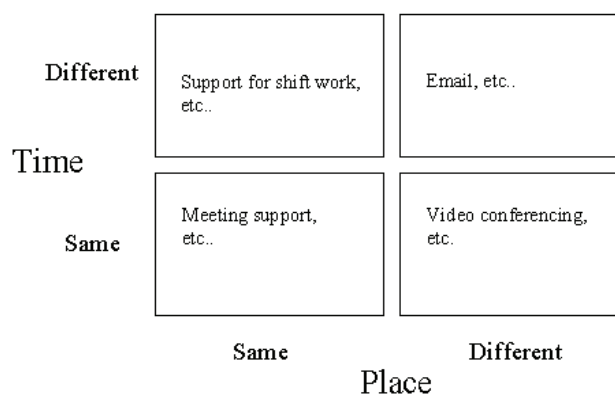 Different
Support for shift work,
etc..
Email, etc..
Time
Same
Meeting support,
etc..
Video conferencing,
etc.
Same
Different
Place